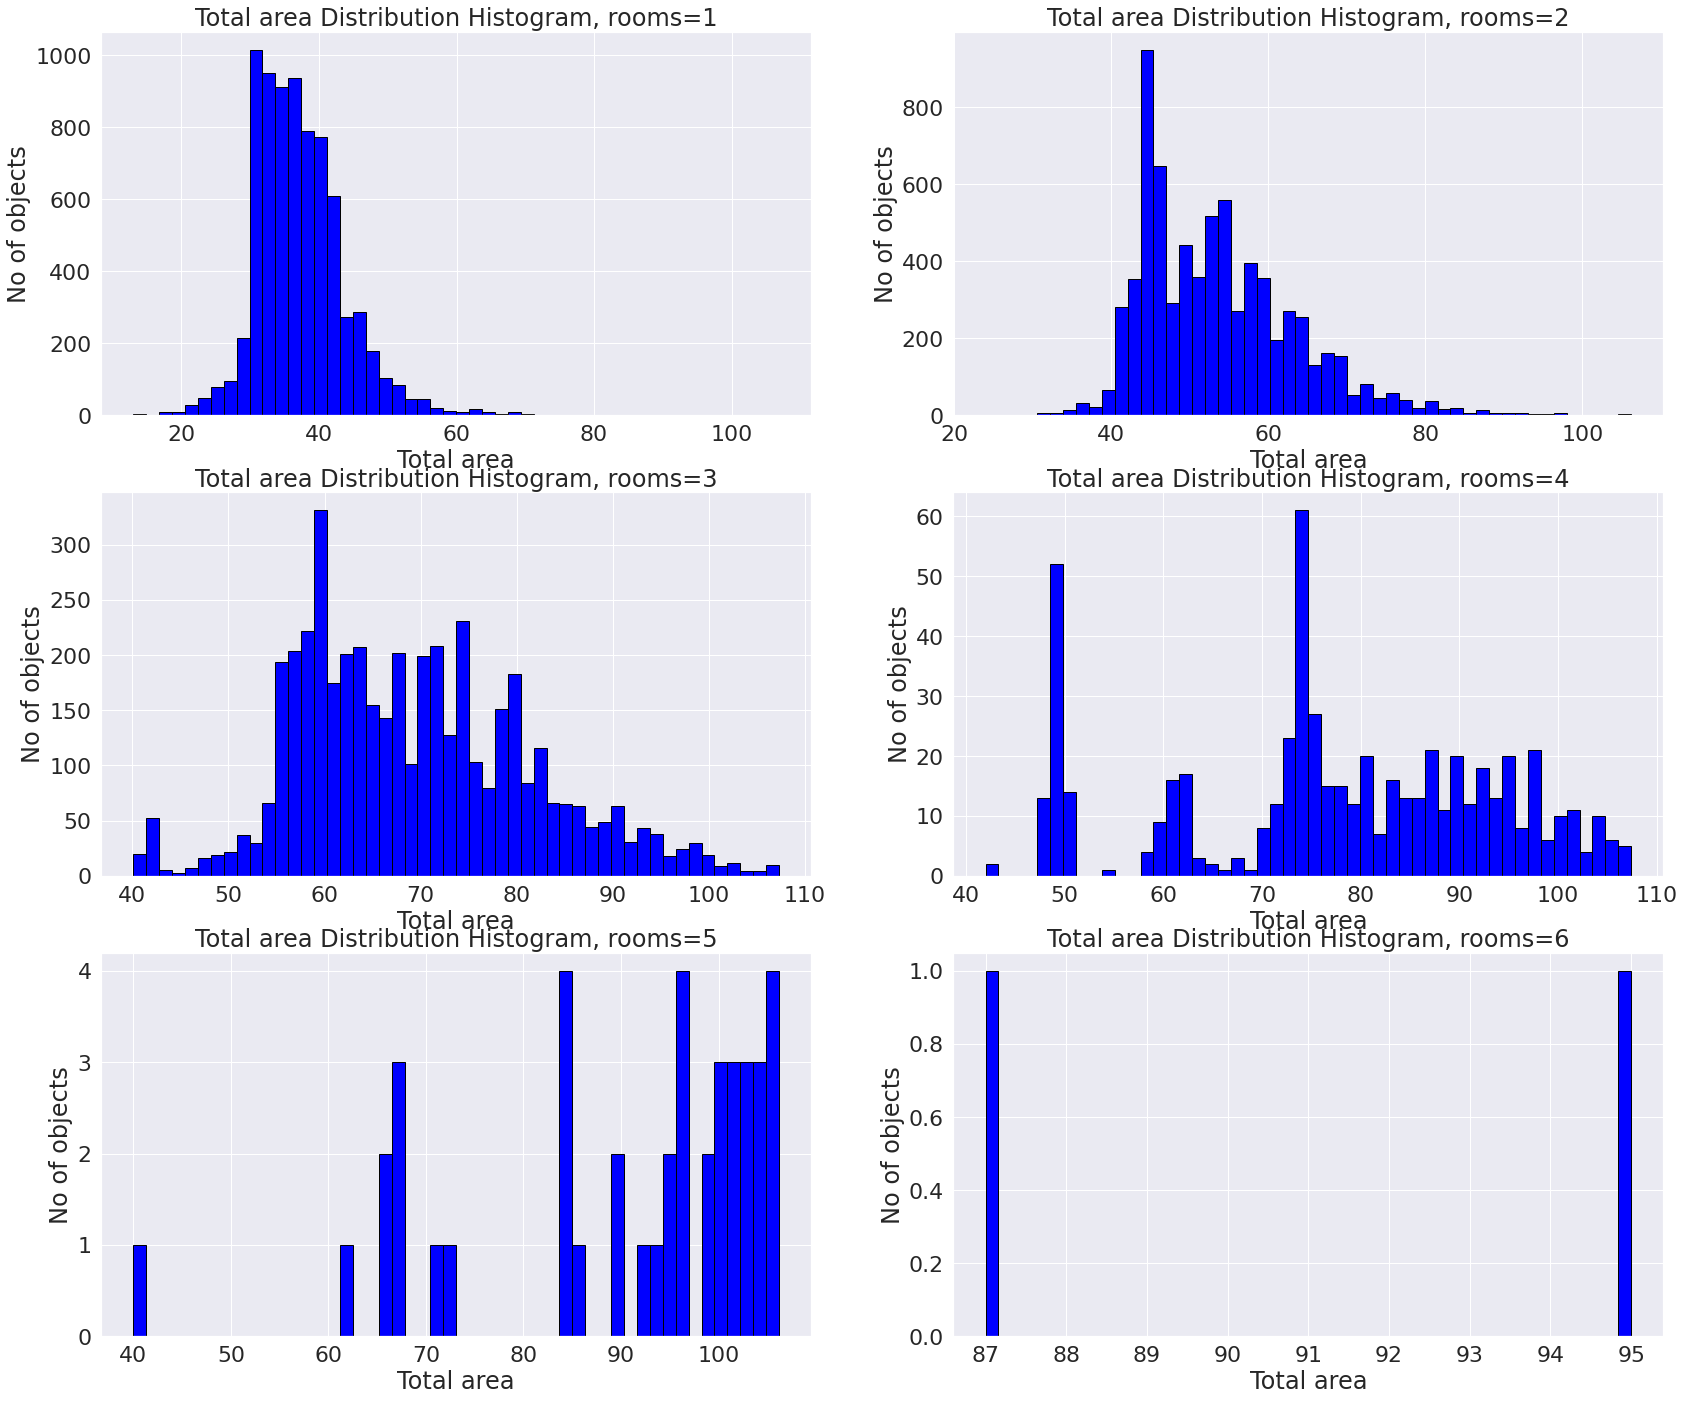 Total area Distribution Histogram, rooms=1
No of objects
1000
800
600
400
200
0
20 40 60 80 100
Total area
Total area Distribution Histogram, rooms=2
No of objects
800
600
400
200
0
20 40 60 80 100
Total area
Total area Distribution Histogram, rooms=3
No of objects
300
250
200
150
100
50
0
40 50 60 70 80 90 100 110
Total area
Total area Distribution Histogram, rooms=4
No of objects
60
50
40
30
20
10
0
40 50 60 70 80 90 100 110
Total area
Total area Distribution Histogram, rooms=5
No of objects
4
3
2
1
0
40 50 60 70 80 90 100
Total area
Total area Distribution Histogram, rooms=6
No of objects
1.0
0.8
0.6
0.4
0.2
0.0
87 88 89 90 91 92 93 94 95
Total area